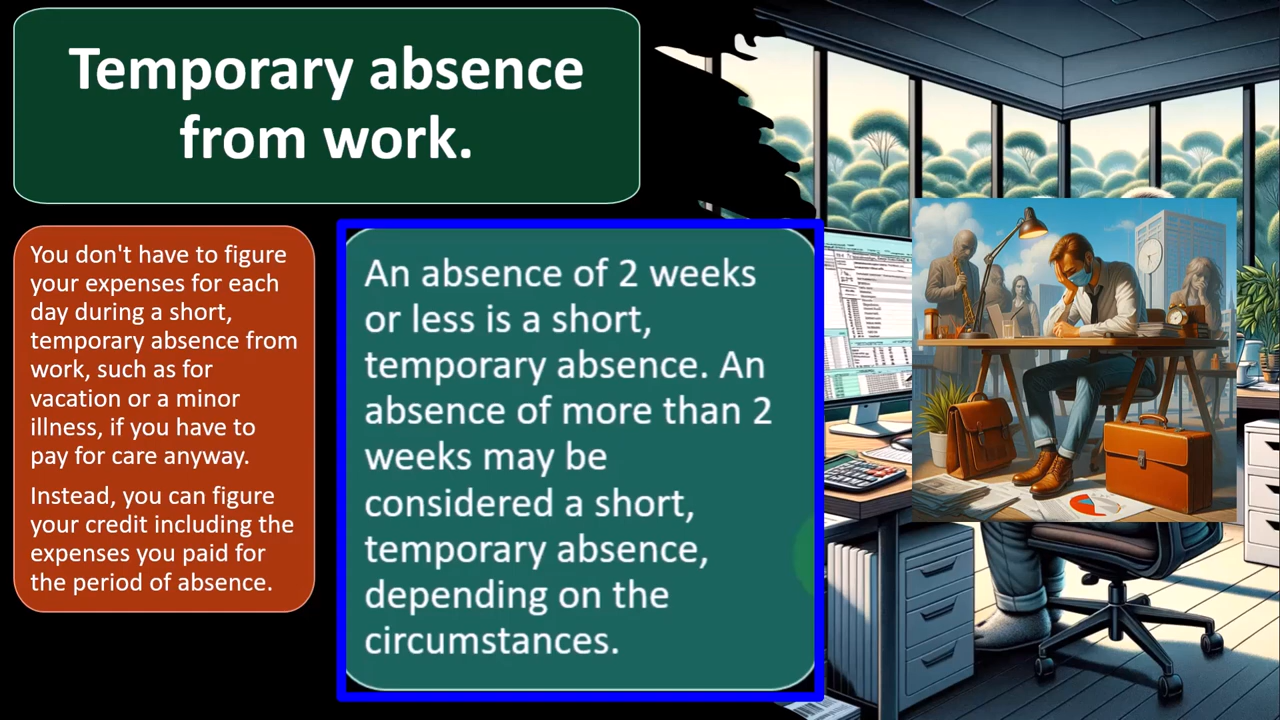 Temporary absence
from work.
You don't have to figure
your expenses for each
day during a short,
temporary absence from
work, such as for
vacation or a minor
illness, if you have to
pay for care anyway.
Instead, you can figure
your credit including the
expenses you paid for
the period of absence.
An absence of 2 weeks
or less is a short,
temporary absence. An
absence of more than 2
weeks may be
considered a short,
temporary absence,
depending on the
circumstances.